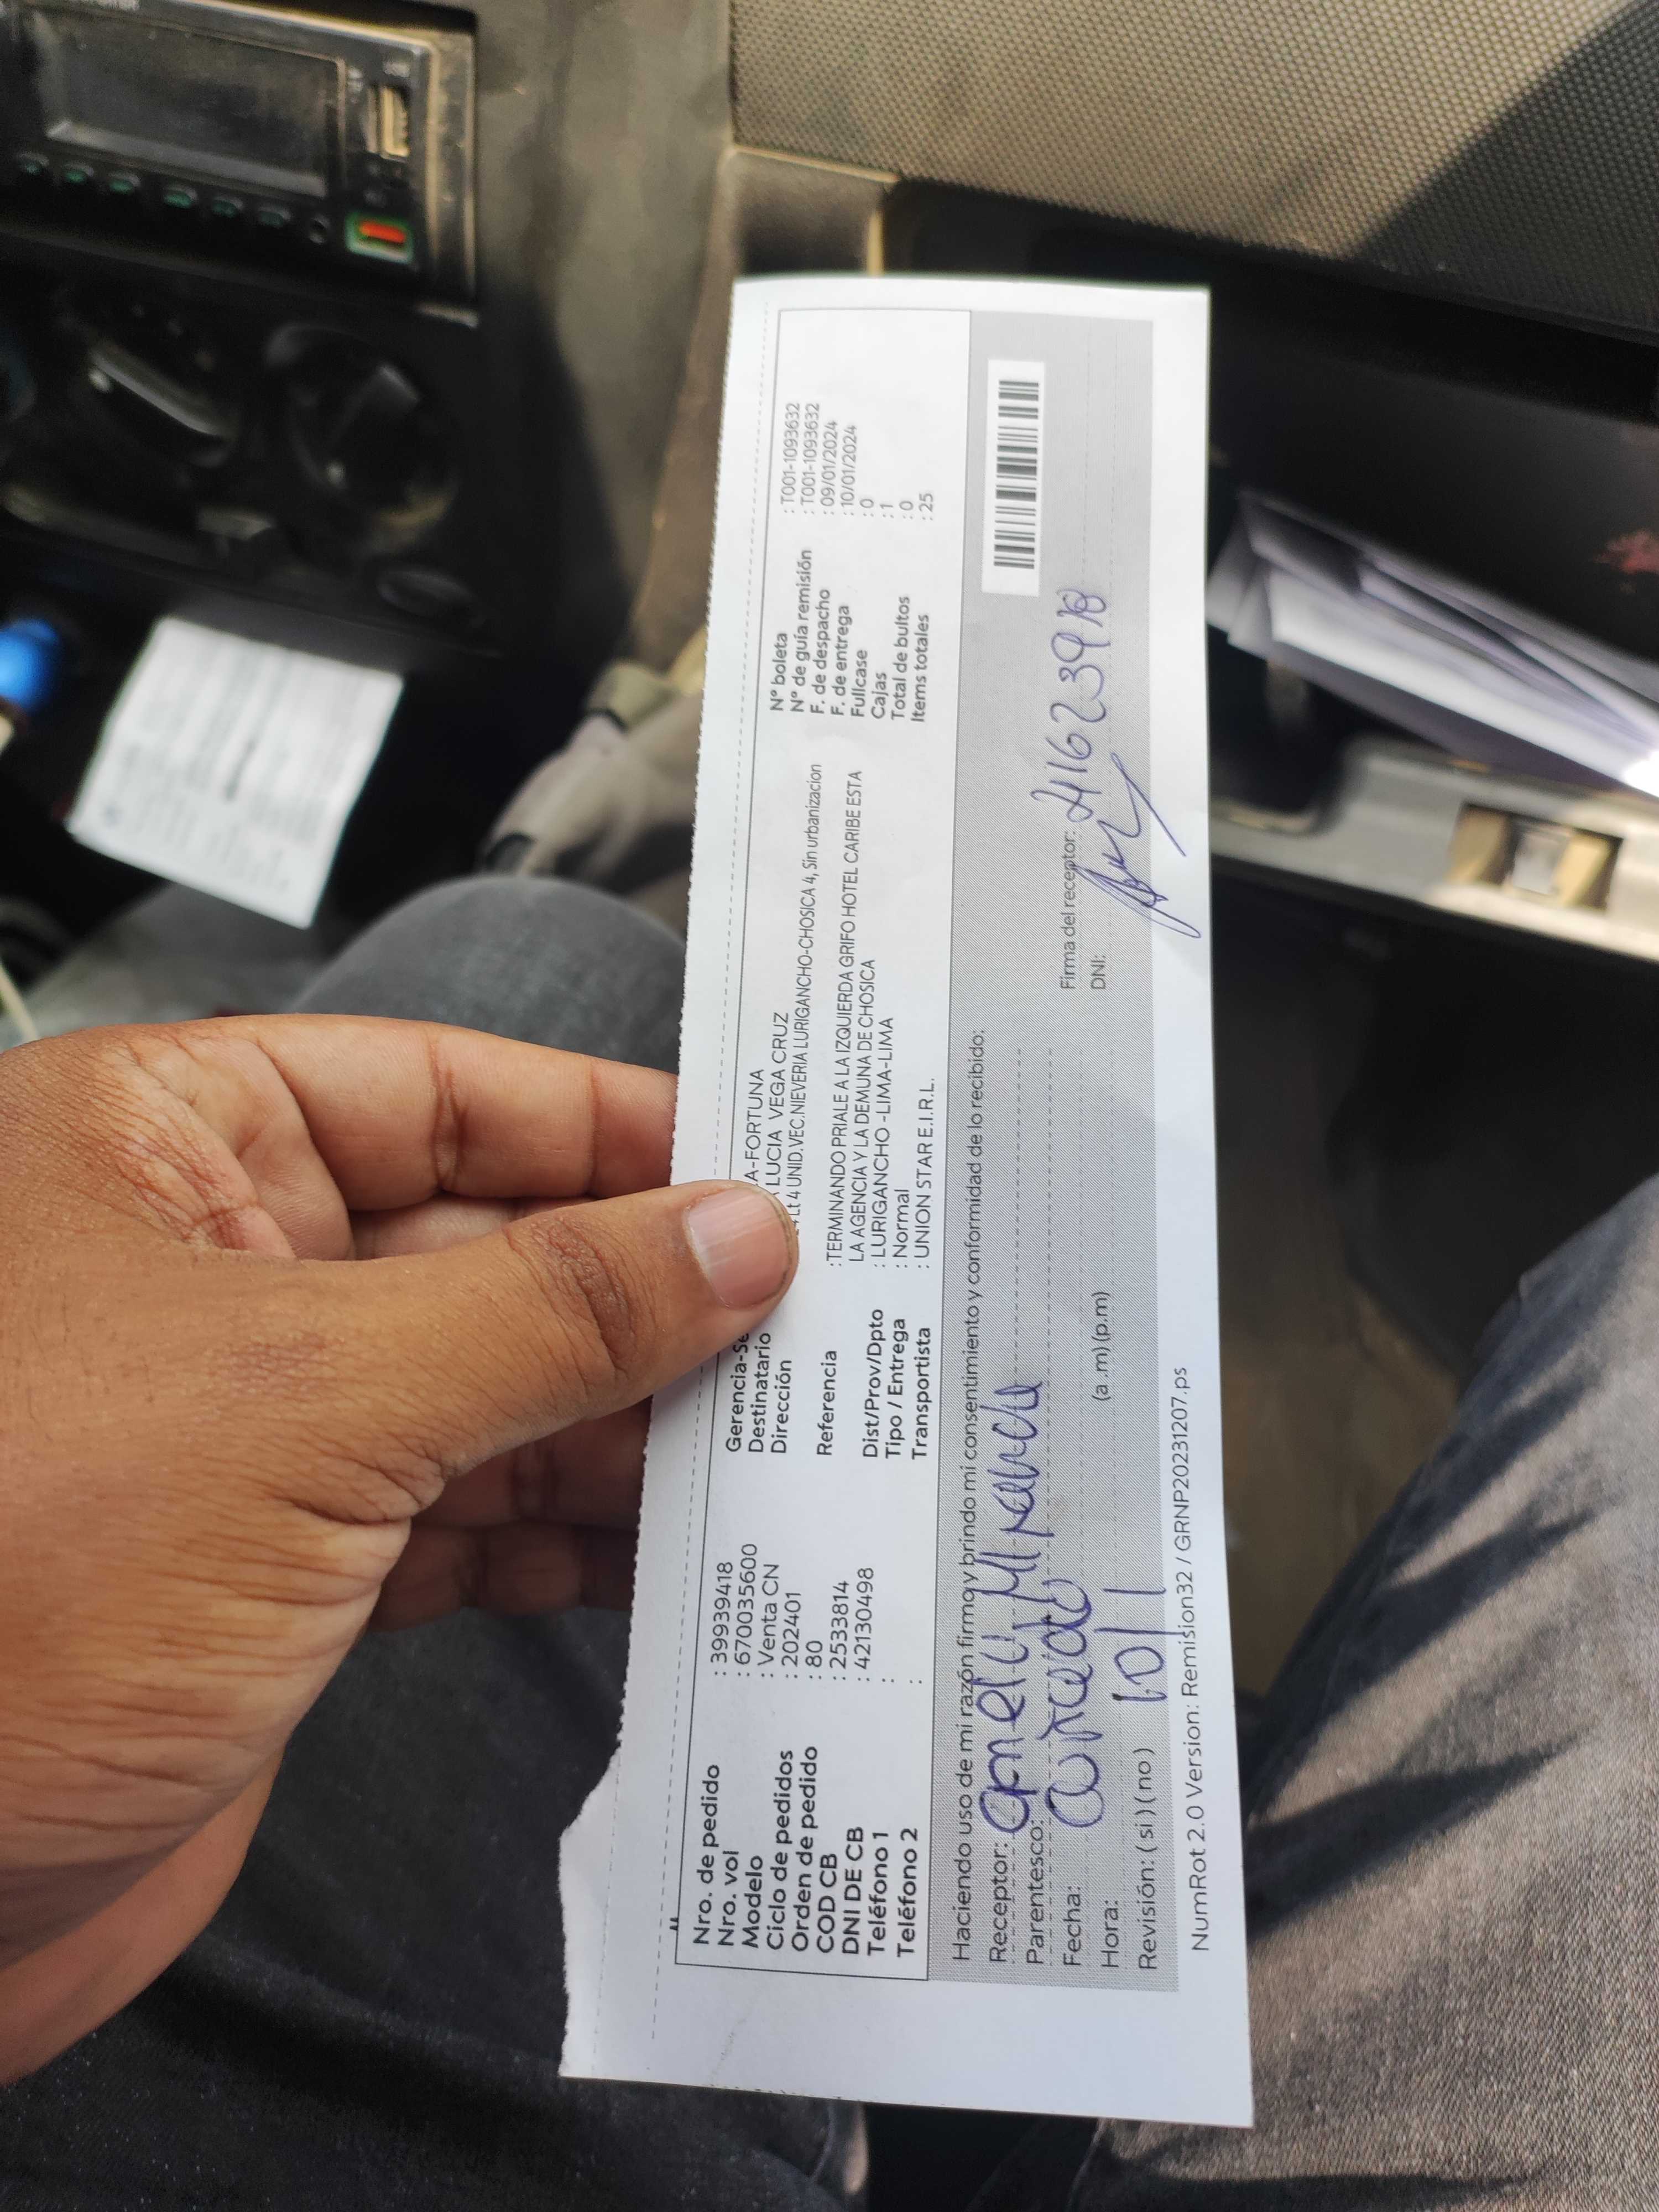 Nro. de pedido : 39939418
Nro. vol : 670035600
Modelo : Venta CN
Ciclo de pedidos : 202401
Orden de pedido : 80
COD CB : 2533814
DNI DE CB : 42130498
Teléfono 1 :
Teléfono 2 :
Gerencia-Se A-FORTUNA
Destinatario LUCIA VEGA CRUZ
Dirección Lt 4 UNID.VEC.NIEVERIA LURIGANCHO-CHOSICA 4, Sin urbanizacion
Referencia :TERMINANDO PRIALE A LA IZQUIERDA GRIFO HOTEL CARIBE ESTA
LA AGENCIA Y LA DEMUNA DE CHOSICA
Dist/Prov/Dpto : LURIGANCHO -LIMA-LIMA
Tipo / Entrega : Normal
Transportista : UNION STAR E.I.R.L.
N° boleta : T001-1093632
N° de guía remisión : T001-1093632
F. de despacho : 09/01/2024
F. de entrega : 10/01/2024
Fullcase : 0
Cajas : 1
Total de bultos : 0
Items totales : 25
Haciendo uso de mi razón firmo y brindo mi consentimiento y conformidad de lo recibido:
Receptor:
Parentesco:
Fecha:
Hora: (a.m) (p.m)
Revisión: ( si ) ( no )
Firma del receptor:
DNI:
NumRot 2.0 Version: Remisión32 / GRNP20231207.ps